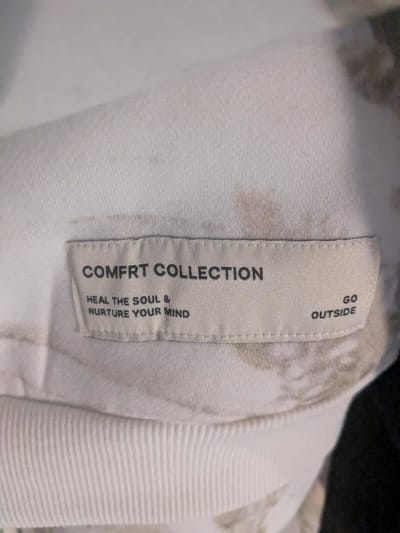 COMFRT COLLECTION
HEAL THE SOUL &
NURTURE YOUR MIND
GO
OUTSIDE